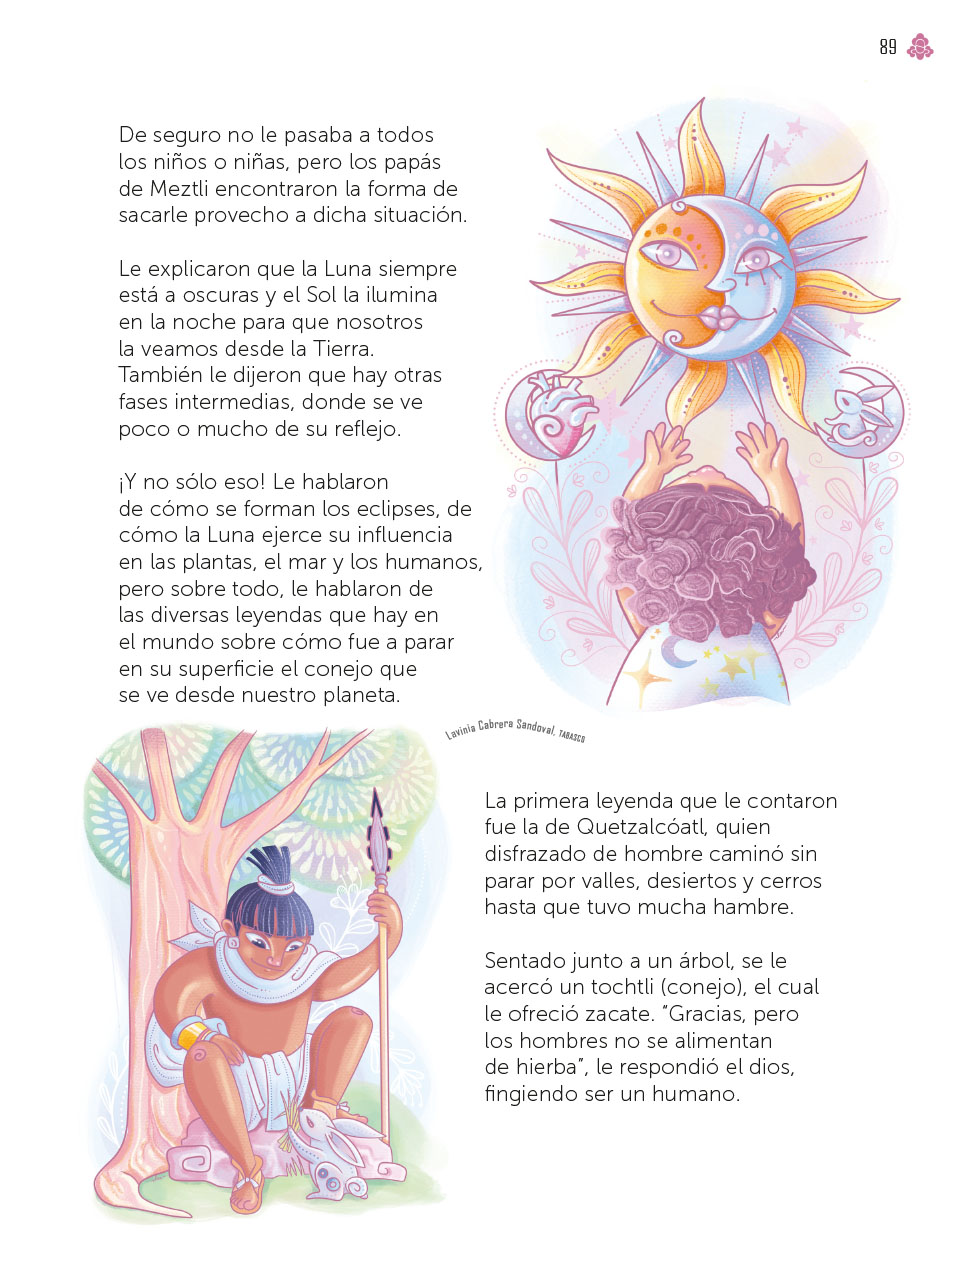 89
De seguro no le pasaba a todos
los niños o niñas, pero los papás
de Meztli encontraron la forma de
sacarle provecho a dicha situación.
Le explicaron que la Luna siempre
está a oscuras y el Sol la ilumina
en la noche para que nosotros
la veamos desde la Tierra.
También le dijeron que hay otras
fases intermedias, donde se ve
poco o mucho de su reflejo.
¡Y no sólo eso! Le hablaron
de cómo se forman los eclipses, de
cómo la Luna ejerce su influencia
en las plantas, el mar y los humanos,
pero sobre todo, le hablaron de
las diversas leyendas que hay en
el mundo sobre cómo fue a parar
en su superficie el conejo que
se ve desde nuestro planeta.
Lavinia Cabrera Sandoval, TABASCO
La primera leyenda que le contaron
fue la de Quetzalcóatl, quien
disfrazado de hombre caminó sin
parar por valles, desiertos y cerros
hasta que tuvo mucha hambre.
Sentado junto a un árbol, se le
acercó un tochtli (conejo), el cual
le ofreció zacate. “Gracias, pero
los hombres no se alimentan
de hierba”, le respondió el dios,
fingiendo ser un humano.